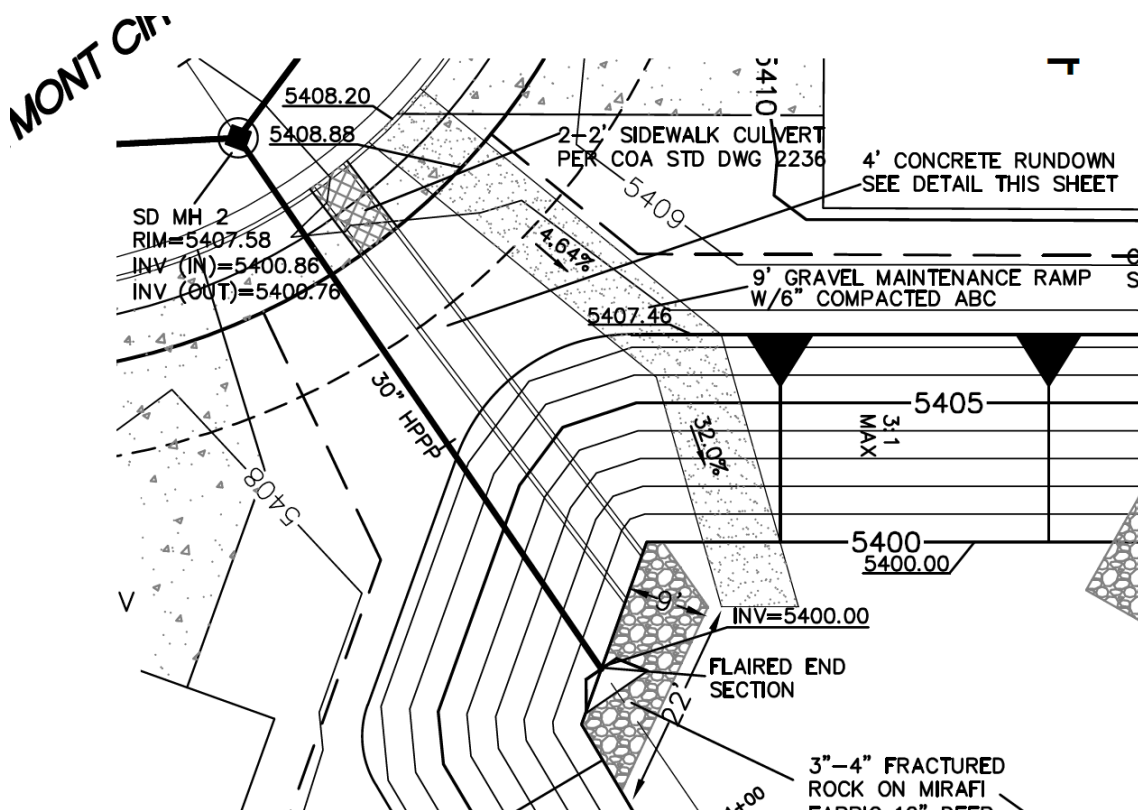 MONT CIR
5408.20
5408.88
2-2' SIDEWALK CULVERT
PER COA STD DWG 2236
5410
4' CONCRETE RUNDOWN
SEE DETAIL THIS SHEET
5409
SD MH 2
RIM=5407.58
INV (IN)=5400.86
INV (OUT)=5400.76
4.64%
9' GRAVEL MAINTENANCE RAMP
W/6" COMPACTED ABC
5407.46
30" HPPP
5405
3:1
MAX
32.0%
5408
5400
5400.00
9'
INV=5400.00
FLAIRED END
SECTION
22'
3"-4" FRACTURED
ROCK ON MIRAFI